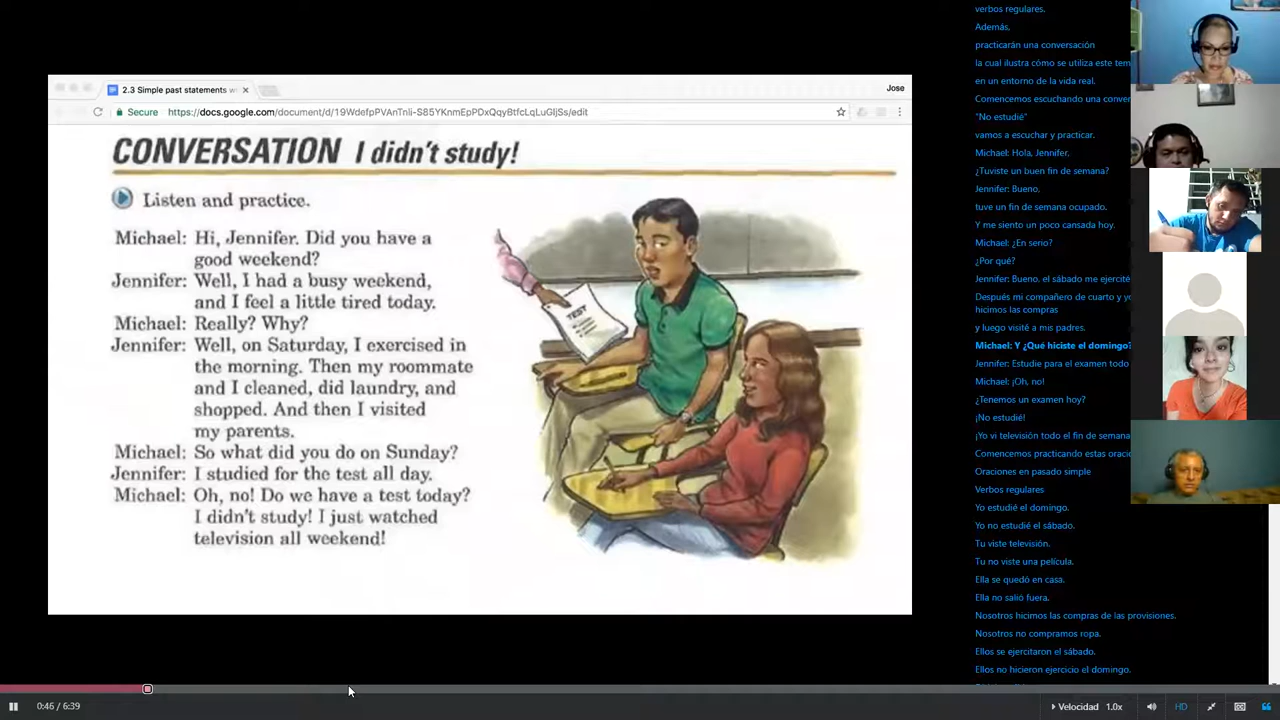 2.3 Simple past statements w
Jose
Secure
https://docs.google.com/document/d/19WdefpPVAnTnli-S85YKnmEpPDxQqyBtfcLqLuGIjSs/edit
CONVERSATION I didn't study!
Listen and practice.
Michael: Hi, Jennifer. Did you have a
good weekend?
Jennifer: Well, I had a busy weekend,
and I feel a little tired today.
Michael: Really? Why?
Jennifer: Well, on Saturday, I exercised in
the morning. Then my roommate
and I cleaned, did laundry, and
shopped. And then I visited
my parents.
Michael: So what did you do on Sunday?
Jennifer: I studied for the test all day.
Michael: Oh, no! Do we have a test today?
I didn't study! I just watched
television all weekend!
TEST
verbos regulares.
Además,
practicarán una conversación
la cual ilustra cómo se utiliza este tem
en un entorno de la vida real.
Comencemos escuchando una conver
"No estudié"
vamos a escuchar y practicar.
Michael: Hola, Jennifer.
¿Tuviste un buen fin de semana?
Jennifer: Bueno,
tuve un fin de semana ocupado.
Y me siento un poco cansada hoy.
Michael: ¿En serio?
¿Por qué?
Jennifer: Bueno, el sábado me ejercité
Después mi compañero de cuarto y yo
hicimos las compras
y luego visité a mis padres.
Michael: Y ¿Qué hiciste el domingo?
Jennifer: Estudie para el examen todo
Michael: ¡Oh, no!
¿Tenemos un examen hoy?
¡No estudié!
¡Yo vi televisión todo el fin de semana
Comencemos practicando estas oracio
Oraciones en pasado simple
Verbos regulares
Yo estudié el domingo.
Yo no estudié el sábado.
Tu viste televisión.
Tu no viste una película.
Ella se quedó en casa.
Ella no salió fuera.
Nosotros hicimos las compras de las provisiones.
Nosotros no compramos ropa.
Ellos se ejercitaron el sábado.
Ellos no hicieron ejercicio el domingo.
0:46 / 6:39
Velocidad 1.0x
HD